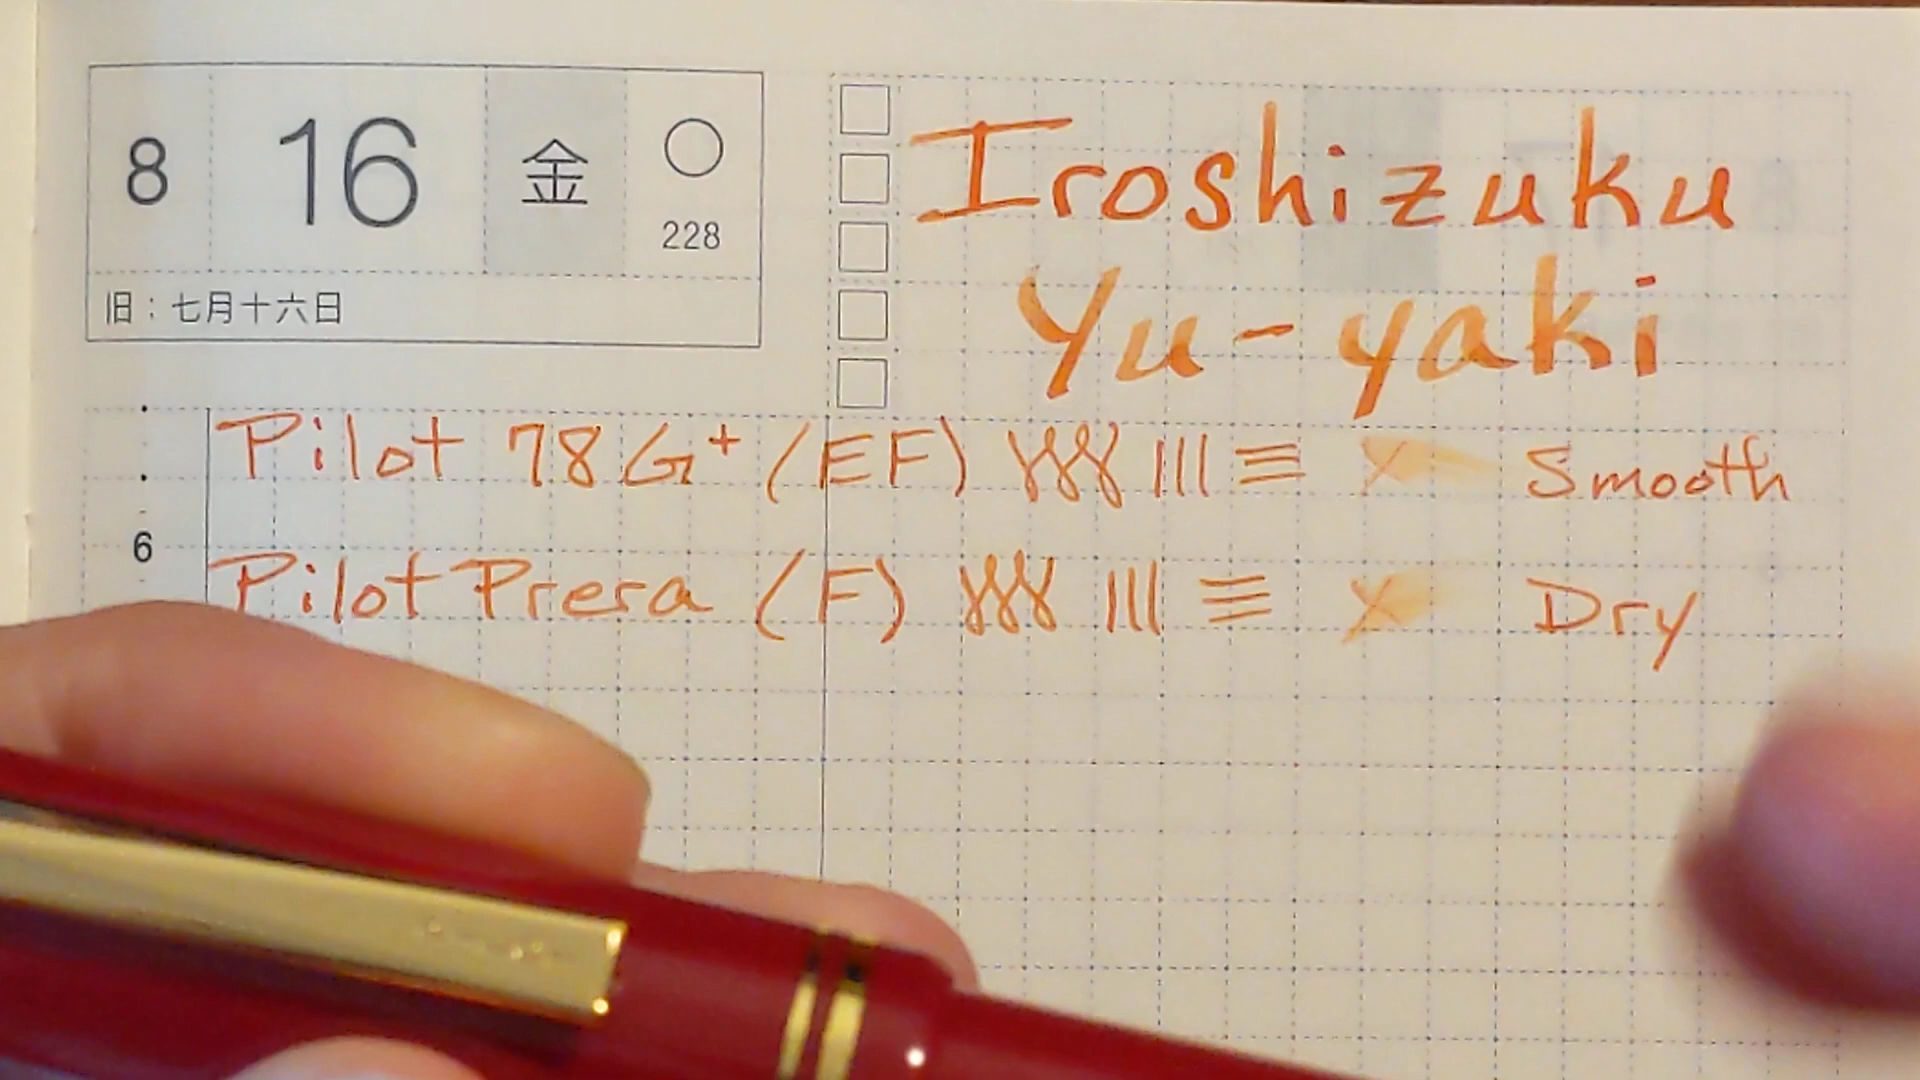 8 16 金 ○
228
旧：七月十六日
Iroshizuku
Yu-yaki
Pilot 78G+ (EF) Smooth
6
Pilot Prera (F) Dry